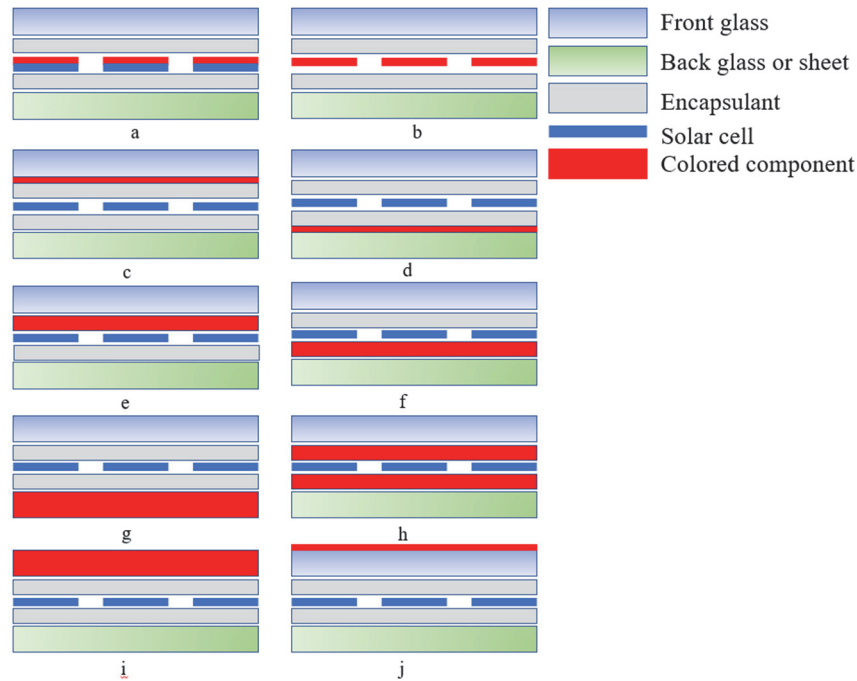 Front glass
Back glass or sheet
Encapsulant
Solar cell
Colored component
a
b
c
d
e
f
g
h
i
j